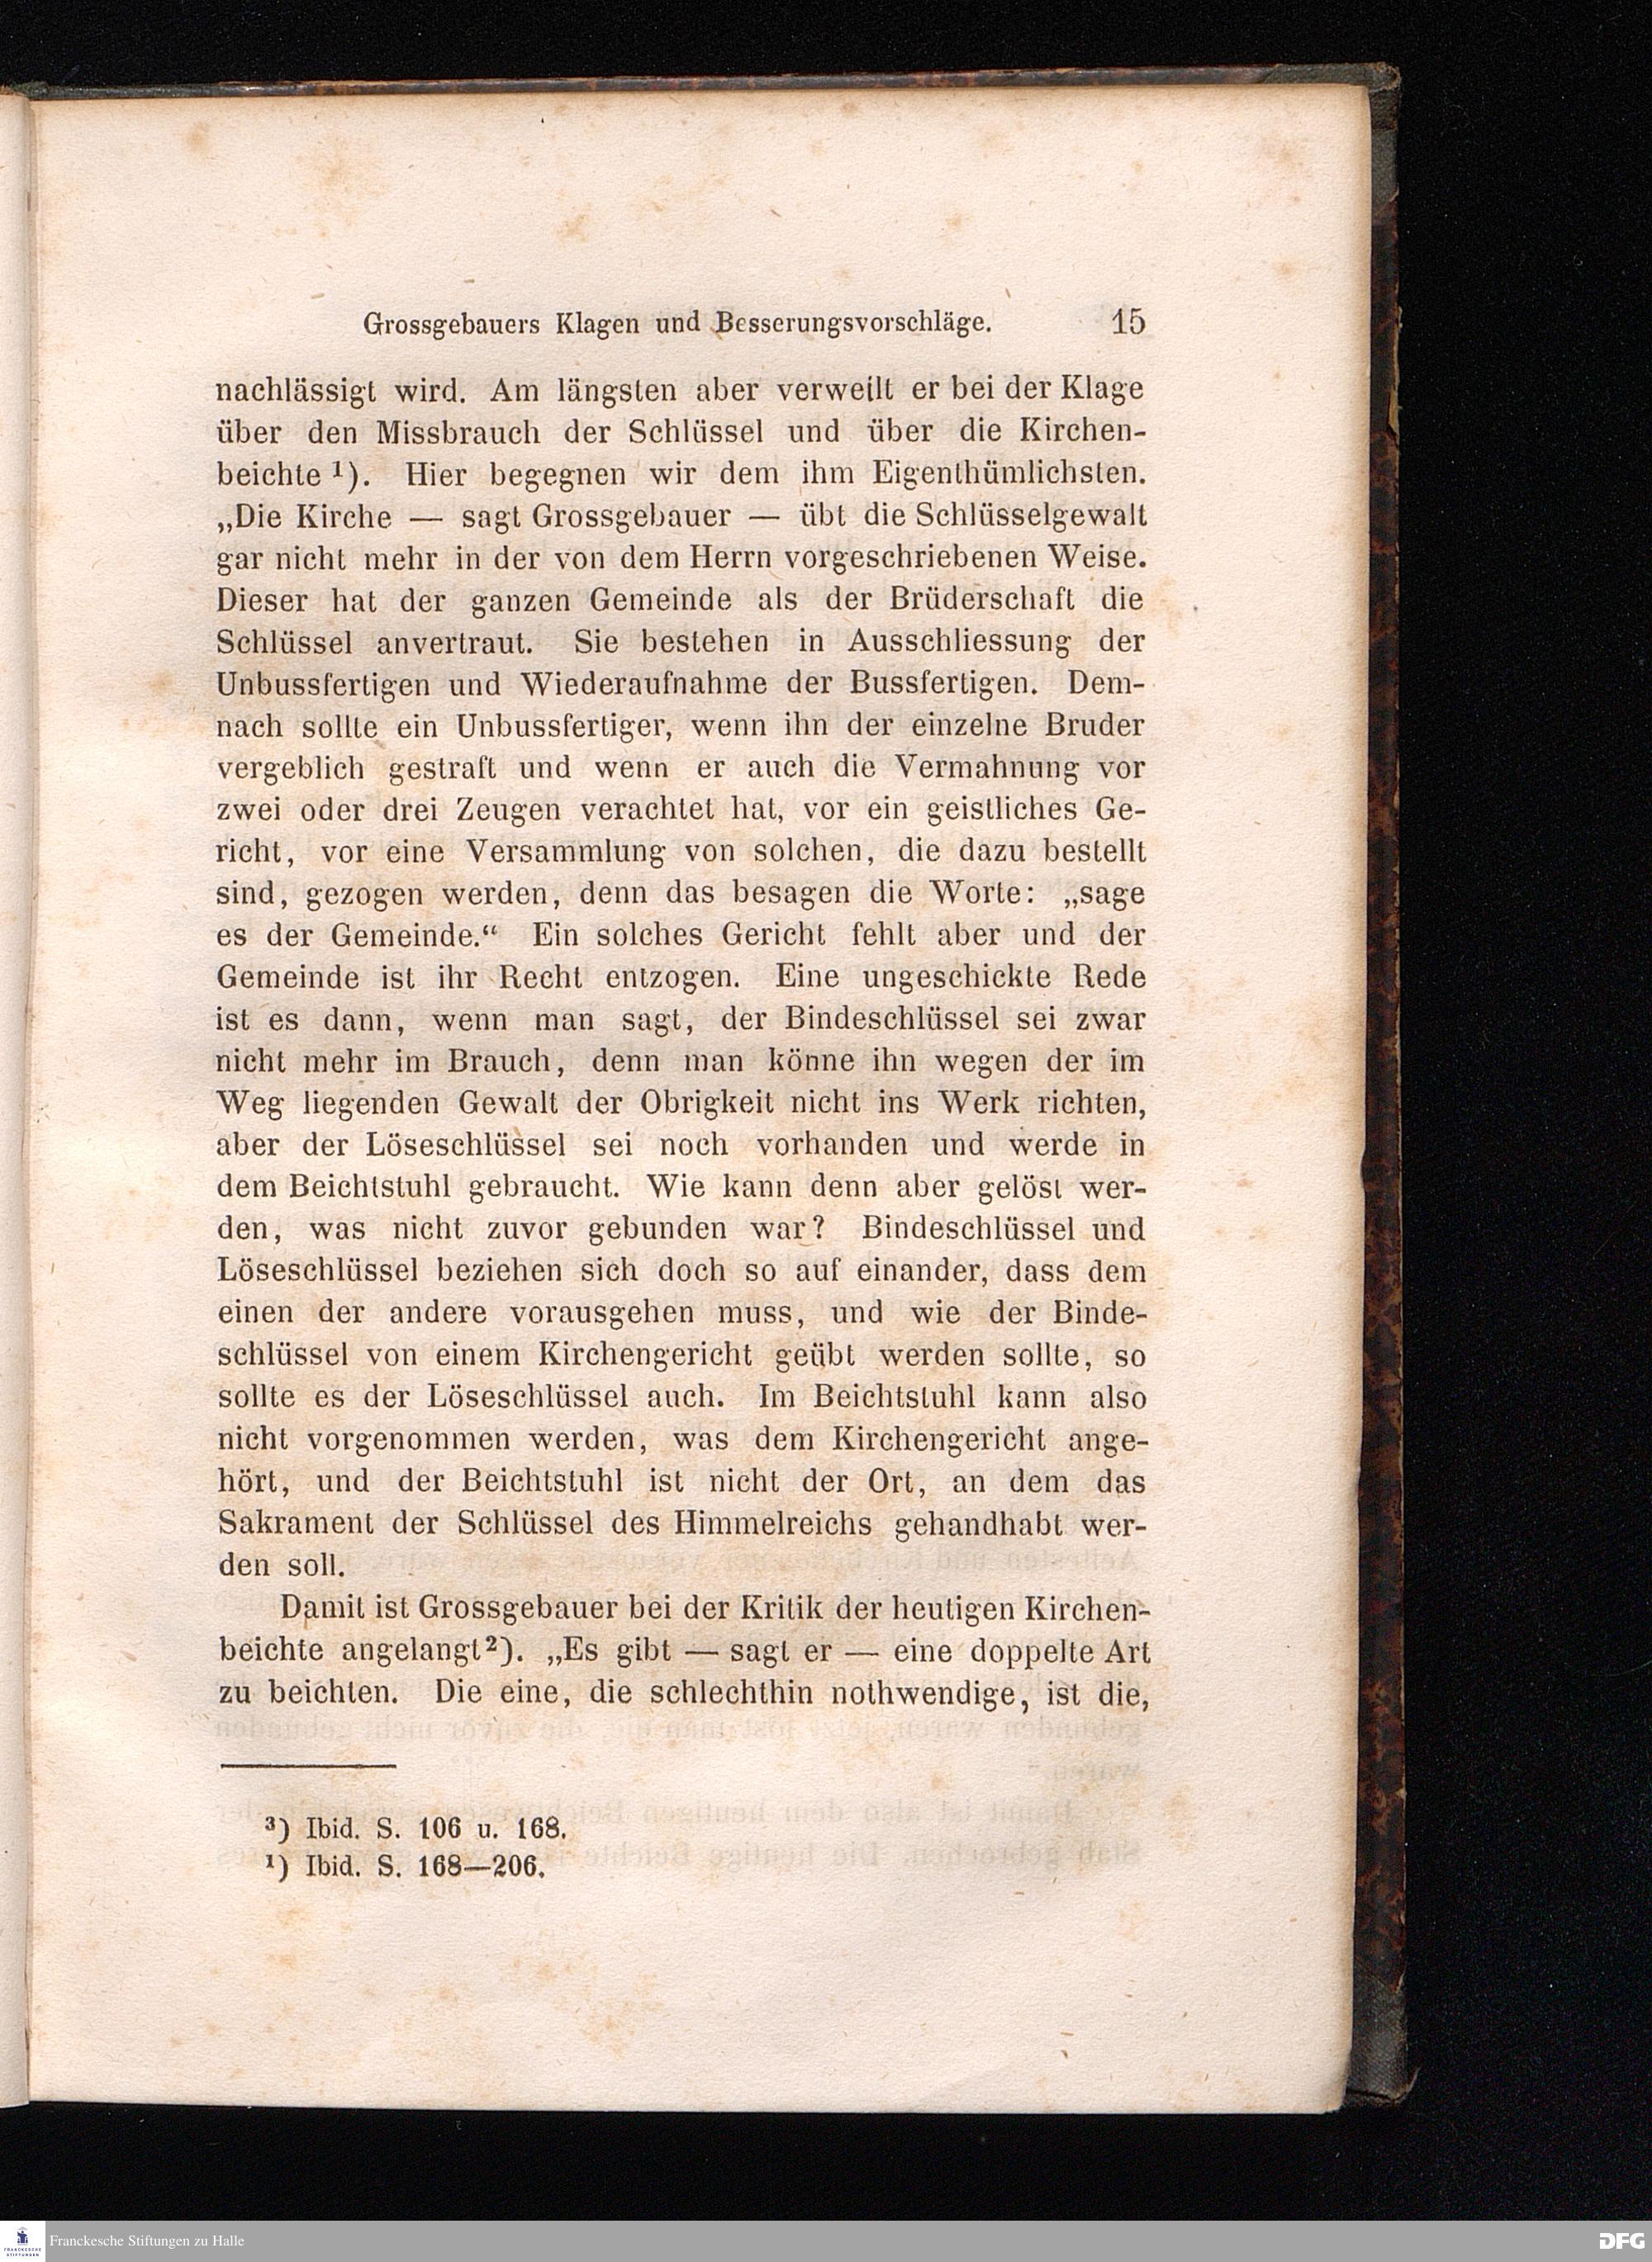 Grossgebauers Klagen und Besserungsvorschläge. 15
nachlässigt wird. Am längsten aber verweilt er bei der Klage
über den Missbrauch der Schlüssel und über die Kirchen-
beichte ¹). Hier begegnen wir dem ihm Eigenthümlichsten.
„Die Kirche — sagt Grossgebauer — übt die Schlüsselgewalt
gar nicht mehr in der von dem Herrn vorgeschriebenen Weise.
Dieser hat der ganzen Gemeinde als der Brüderschaft die
Schlüssel anvertraut. Sie bestehen in Ausschliessung der
Unbussfertigen und Wiederaufnahme der Bussfertigen. Dem-
nach sollte ein Unbussfertiger, wenn ihn der einzelne Bruder
vergeblich gestraft und wenn er auch die Vermahnung vor
zwei oder drei Zeugen verachtet hat, vor ein geistliches Ge-
richt, vor eine Versammlung von solchen, die dazu bestellt
sind, gezogen werden, denn das besagen die Worte: „sage
es der Gemeinde.“ Ein solches Gericht fehlt aber und der
Gemeinde ist ihr Recht entzogen. Eine ungeschickte Rede
ist es dann, wenn man sagt, der Bindeschlüssel sei zwar
nicht mehr im Brauch, denn man könne ihn wegen der im
Weg liegenden Gewalt der Obrigkeit nicht ins Werk richten,
aber der Löseschlüssel sei noch vorhanden und werde in
dem Beichtstuhl gebraucht. Wie kann denn aber gelöst wer-
den, was nicht zuvor gebunden war? Bindeschlüssel und
Löseschlüssel beziehen sich doch so auf einander, dass dem
einen der andere vorausgehen muss, und wie der Binde-
schlüssel von einem Kirchengericht geübt werden sollte, so
sollte es der Löseschlüssel auch. Im Beichtstuhl kann also
nicht vorgenommen werden, was dem Kirchengericht ange-
hört, und der Beichtstuhl ist nicht der Ort, an dem das
Sakrament der Schlüssel des Himmelreichs gehandhabt wer-
den soll.
Damit ist Grossgebauer bei der Kritik der heutigen Kirchen-
beichte angelangt²). „Es gibt — sagt er — eine doppelte Art
zu beichten. Die eine, die schlechthin nothwendige, ist die,
³) Ibid. S. 106 u. 168.
¹) Ibid. S. 168—206.
FRANCKESCHE STIFTUNGEN
Franckesche Stiftungen zu Halle
DFG